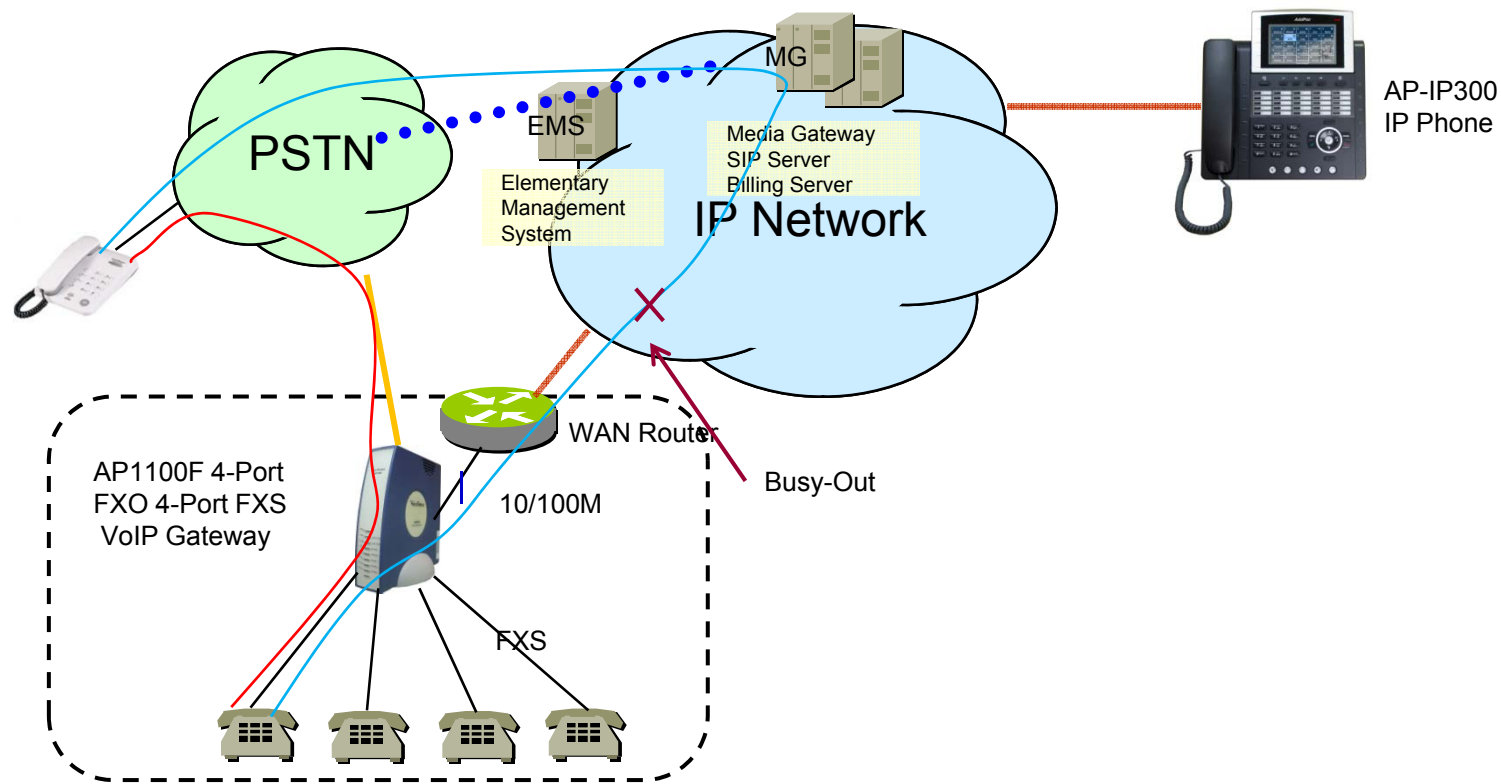 MG
EMS
PSTN
Media Gateway
SIP Server
Billing Server
Elementary
Management
System
IP Network
AddPac
AP-IP300
IP Phone
WAN Router
Busy-Out
AP1100F 4-Port
FXO 4-Port FXS
VoIP Gateway
10/100M
FXS